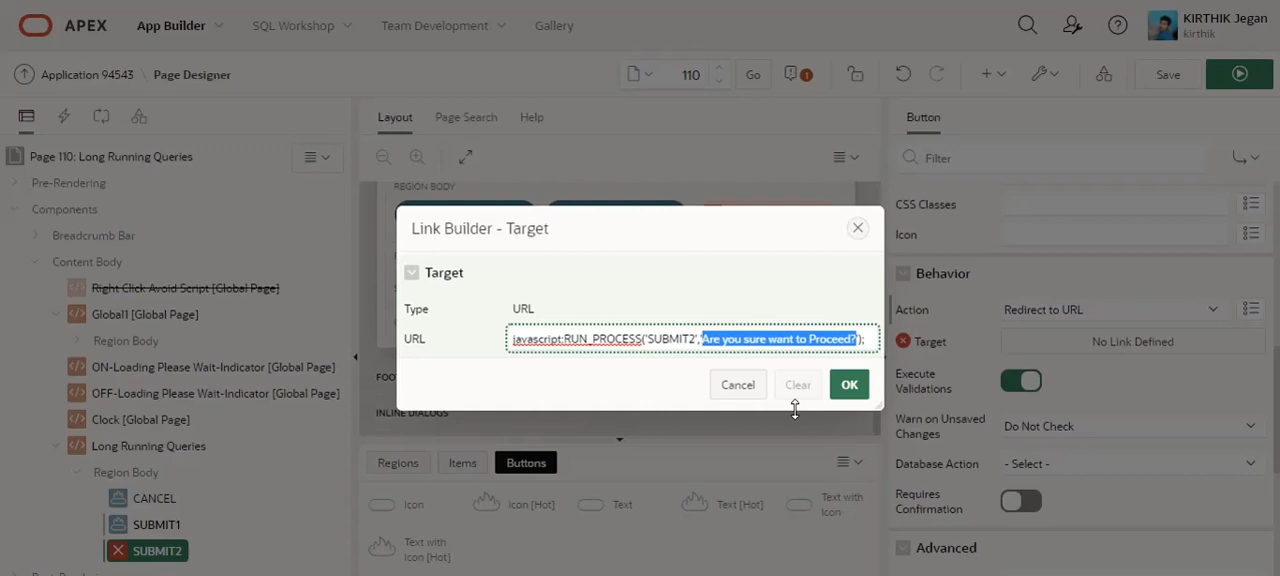 APEX
App Builder
SQL Workshop
Team Development
Gallery
KIRTHIK Jegan
kirthik
Application 94543 \ Page Designer
110
Go
1
Save
Layout
Page Search
Help
Button
Page 110: Long Running Queries
Filter
Pre-Rendering
Components
Breadcrumb Bar
Content Body
Right Click Avoid Script [Global Page]
Global1 [Global Page]
Region Body
ON-Loading Please Wait-Indicator [Global Page]
OFF-Loading Please Wait-Indicator [Global Page]
Clock [Global Page]
Long Running Queries
Region Body
CANCEL
SUBMIT1
SUBMIT2
REGION BODY
Link Builder - Target
Target
Type
URL
URL
javascript:RUN_PROCESS('SUBMIT2','Are you sure want to Proceed?');
Cancel
Clear
OK
INLINE DIALOGS
Regions
Items
Buttons
Icon
Icon [Hot]
Text
Text [Hot]
Text with
Icon
Text with
Icon [Hot]
CSS Classes
Icon
Behavior
Action
Redirect to URL
Target
No Link Defined
Execute
Validations
Warn on Unsaved
Changes
Do Not Check
Database Action
- Select -
Requires
Confirmation
Advanced